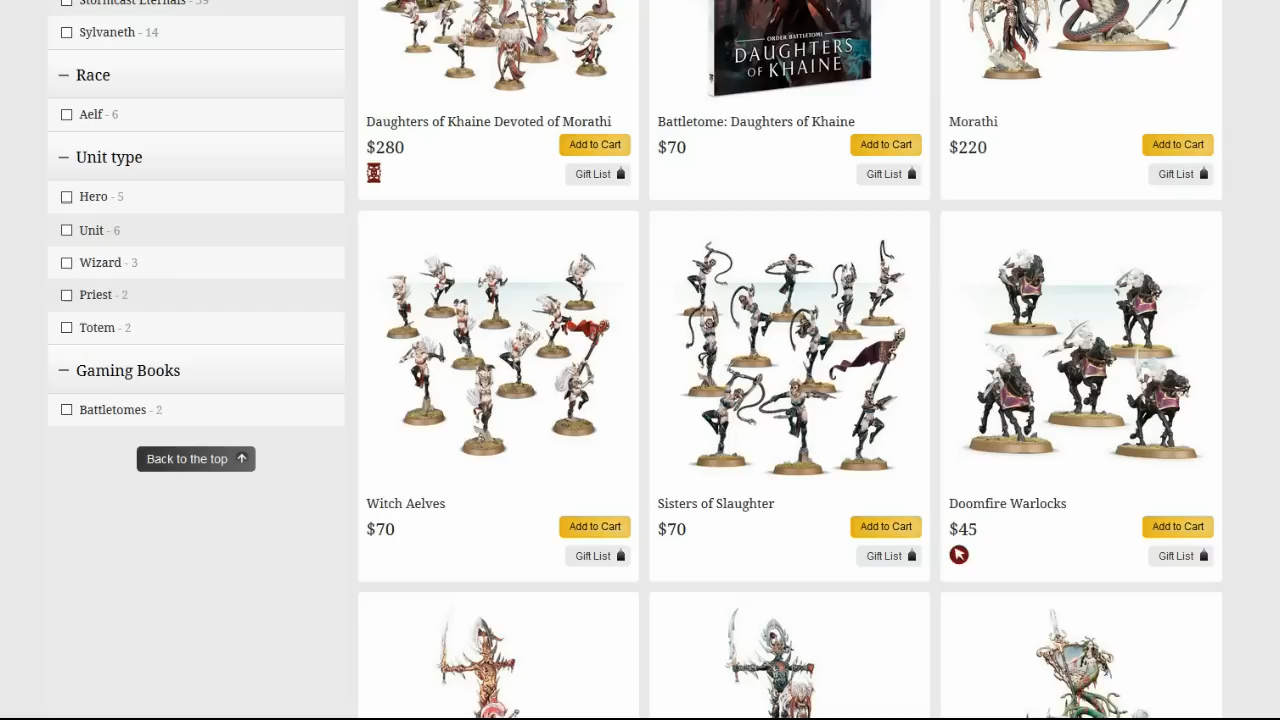 Stormcast Eternals - 39
Sylvaneth - 14
Race
Aelf - 6
Unit type
Hero - 5
Unit - 6
Wizard - 3
Priest - 2
Totem - 2
Gaming Books
Battletomes - 2
Back to the top
ORDER BATTLETOME
DAUGHTERS
OF KHAINE
Daughters of Khaine Devoted of Morathi
$280
Add to Cart
Gift List
Battletome: Daughters of Khaine
$70
Add to Cart
Gift List
Morathi
$220
Add to Cart
Gift List
Witch Aelves
$70
Add to Cart
Gift List
Sisters of Slaughter
$70
Add to Cart
Gift List
Doomfire Warlocks
$45
Add to Cart
Gift List